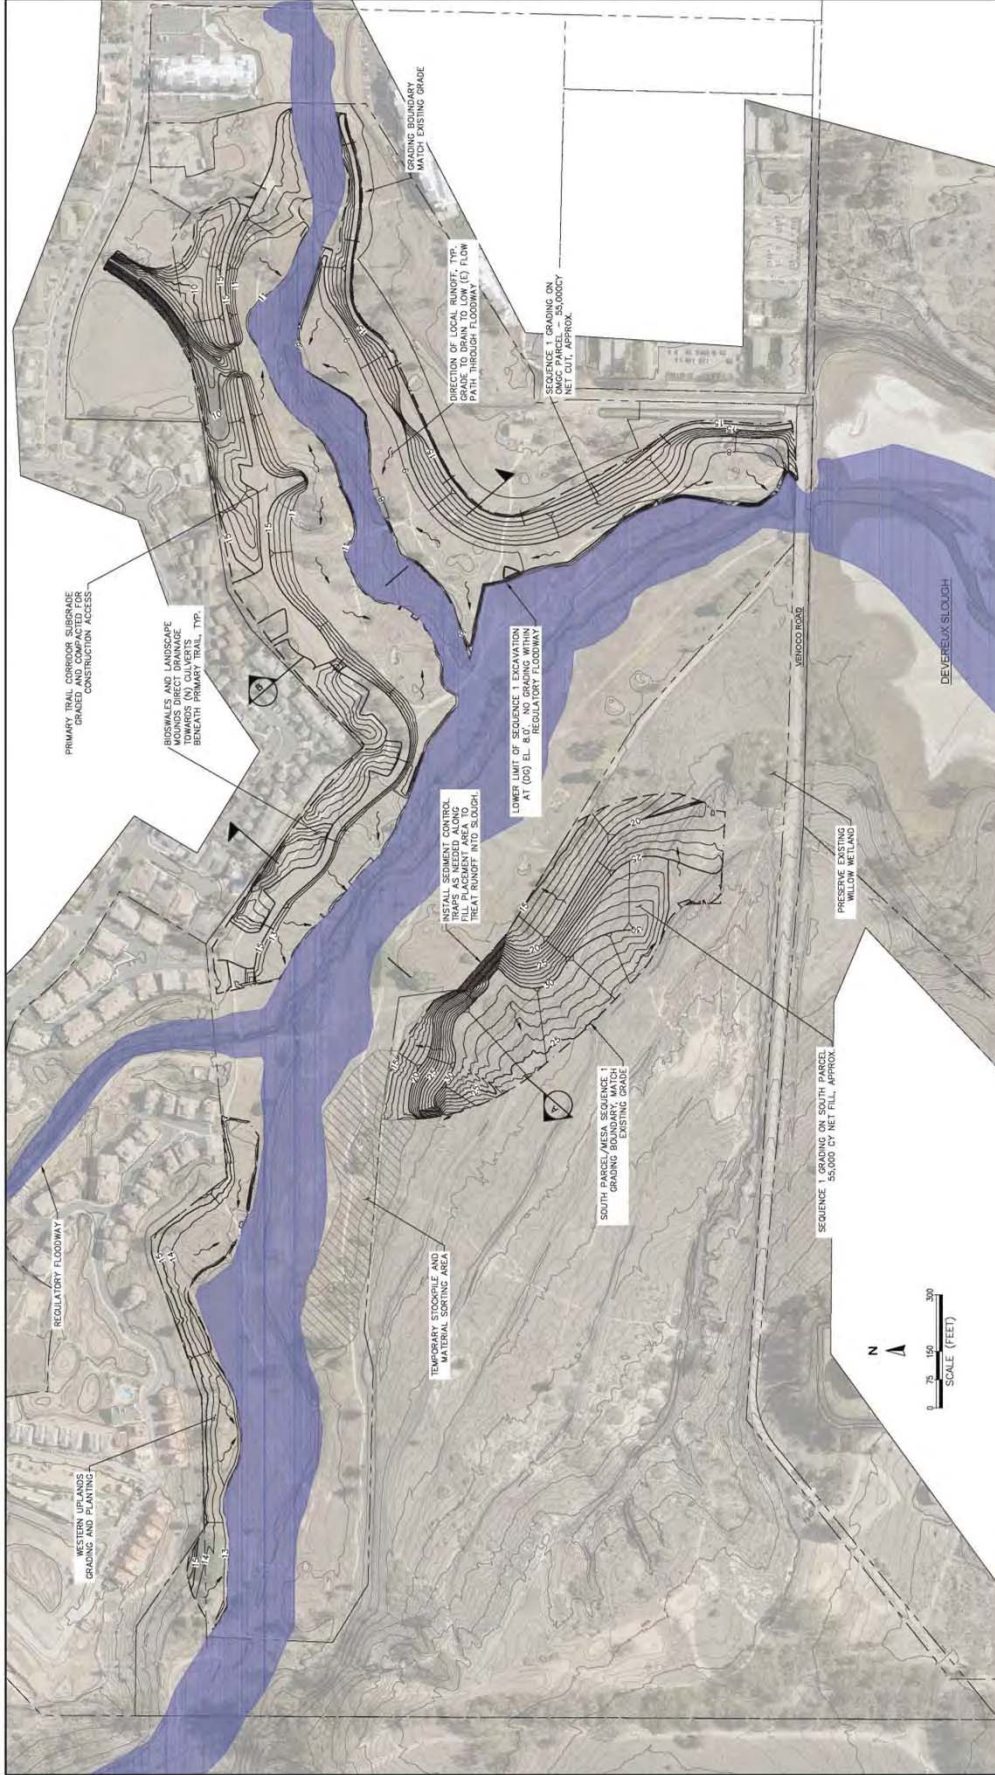 REGULATORY FLOODWAY
WESTERN UPLANDS
GRADING AND PLANTING
PRIMARY TRAIL CORRIDOR SUBGRADE
GRADED AND COMPACTED FOR
CONSTRUCTION ACCESS
BIOSWALES AND LANDSCAPE
MOUNDS DIRECT DRAINAGE
TOWARDS (N) CULVERTS
BENEATH PRIMARY TRAIL, TYP.
GRADING BOUNDARY
MATCH EXISTING GRADE
DIRECTION OF LOCAL RUNOFF, TYP.
GRADE TO DRAIN TO LOW (E) FLOW
PATH THROUGH FLOODWAY
SEQUENCE 1 GRADING ON
OMGC PARCEL - 55,000CY
NET CUT, APPROX.
INSTALL SEDIMENT CONTROL
TRAPS AS NEEDED ALONG
FILL PLACEMENT AREA TO
TREAT RUNOFF INTO SLOUGH.
LOWER LIMIT OF SEQUENCE 1 EXCAVATION
AT (DG) EL. 8.0'. NO GRADING WITHIN
REGULATORY FLOODWAY
TEMPORARY STOCKPILE AND
MATERIAL SORTING AREA
SOUTH PARCEL/MESA SEQUENCE 1
GRADING BOUNDARY, MATCH
EXISTING GRADE
VENOCO ROAD
DEVEREUX SLOUGH
PRESERVE EXISTING
WILLOW WETLAND
SEQUENCE 1 GRADING ON SOUTH PARCEL
55,000 CY NET FILL, APPROX.
A
B
N
0 75 150 300
SCALE (FEET)